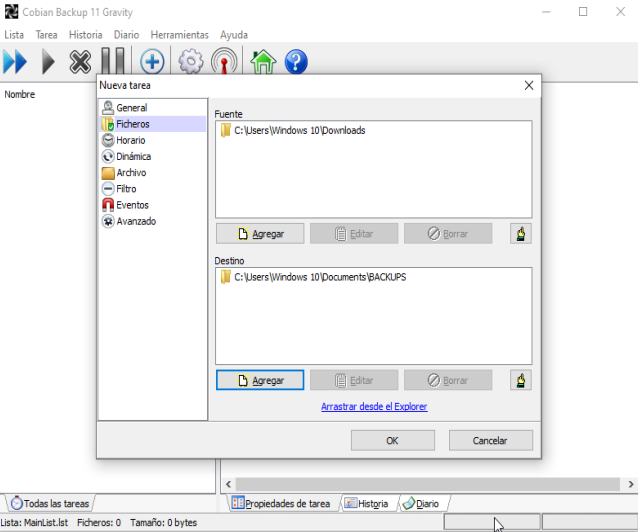 Cobian Backup 11 Gravity
Lista Tarea Historia Diario Herramientas Ayuda
Nombre
Nueva tarea
General
Ficheros
Horario
Dinámica
Archivo
Filtro
Eventos
Avanzado
Fuente
C:\Users\Windows 10\Downloads
Agregar Editar Borrar
Destino
C:\Users\Windows 10\Documents\BACKUPS
Agregar Editar Borrar
Arrastrar desde el Explorer
OK Cancelar
Todas las tareas
Propiedades de tarea Historia Diario
Lista: MainList.lst Ficheros: 0 Tamaño: 0 bytes